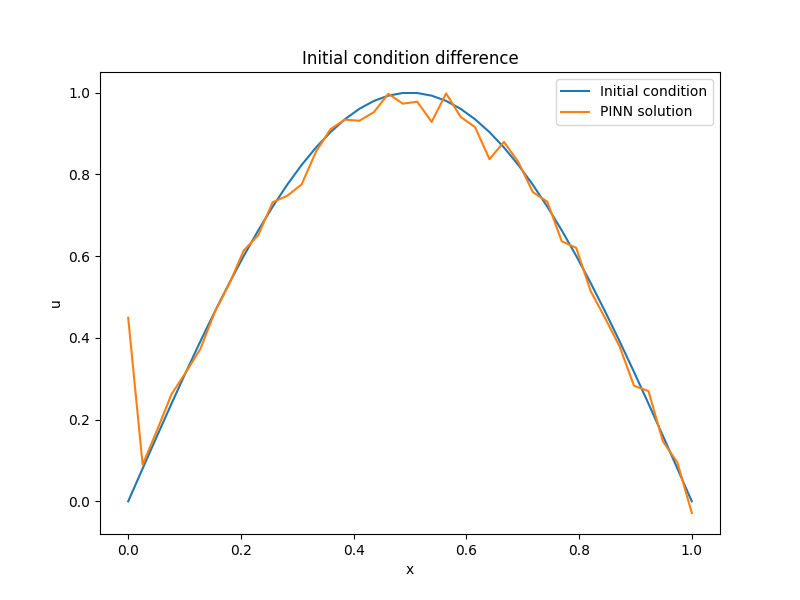 Initial condition difference
Initial condition
PINN solution
1.0
0.8
0.6
0.4
0.2
0.0
u
0.0 0.2 0.4 0.6 0.8 1.0
x